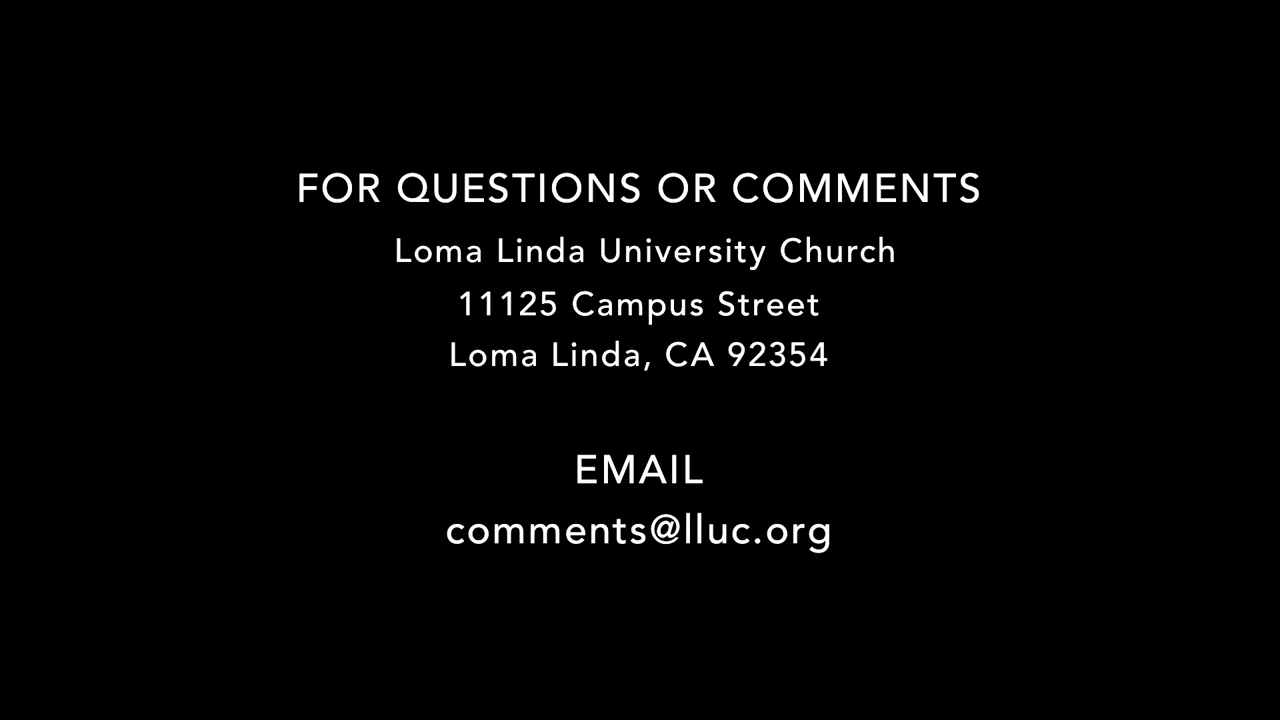 FOR QUESTIONS OR COMMENTS
Loma Linda University Church
11125 Campus Street
Loma Linda, CA 92354
EMAIL
comments@lluc.org